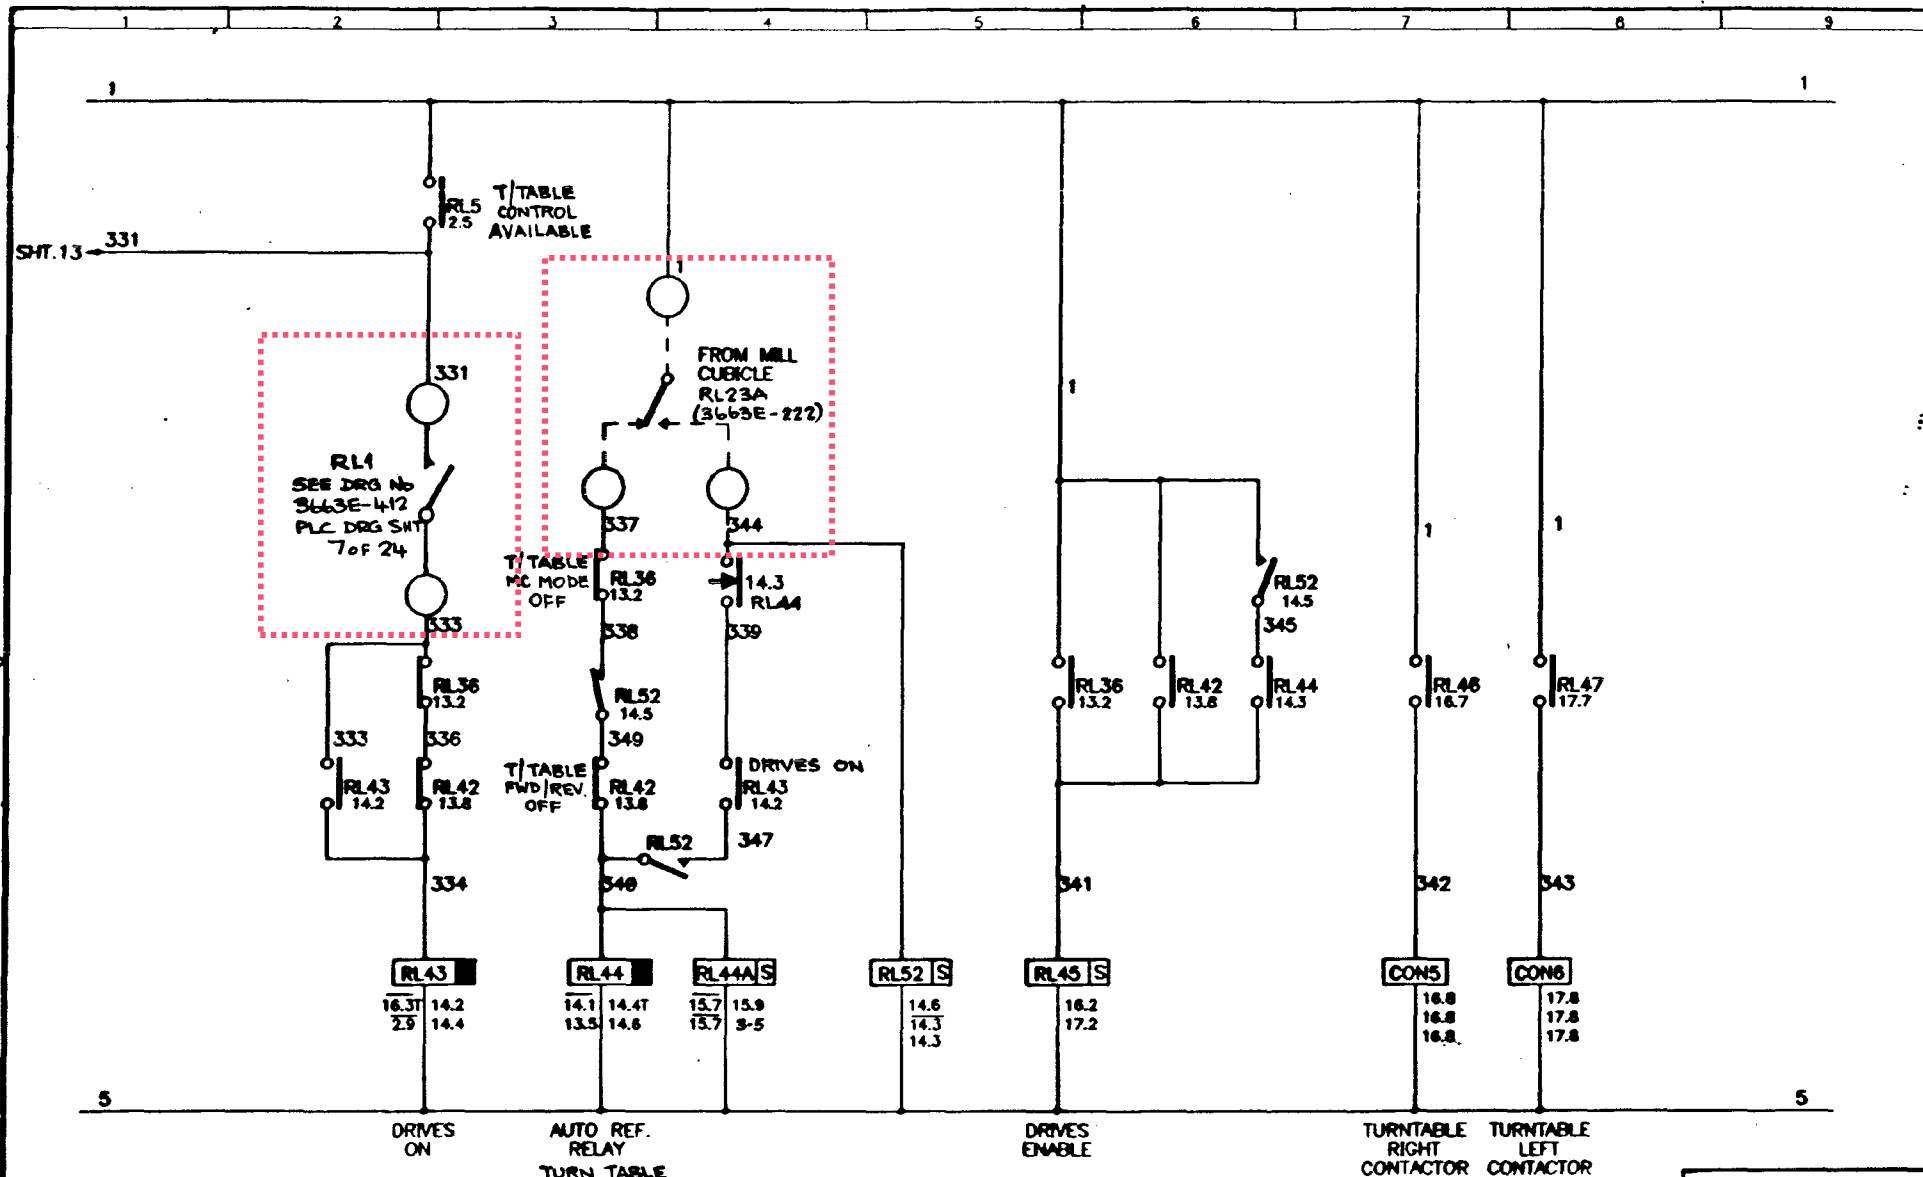 1 2 3 4 5 6 7 8 9
1 1
RL5
2.5
T/TABLE
CONTROL
AVAILABLE
SHT.13 331
1
331
FROM MILL
CUBICLE
RL23A
(3663E-222)
1
RL1
SEE DRG No
3663E-412
PLC DRG SHT
7 OF 24
333
337
344
1
1
T/TABLE
MC MODE
OFF
RL36
13.2
14.3
RL44
RL52
14.5
338
339
345
RL36
13.2
RL52
14.5
RL36
13.2
RL42
13.8
RL44
14.3
RL46
16.7
RL47
17.7
333
336
349
RL43
14.2
RL42
13.8
T/TABLE
FWD/REV.
OFF
RL42
13.8
DRIVES ON
RL43
14.2
RL52
347
334
340
341
342
343
RL43
RL44
RL44A S
RL52 S
RL45 S
CON5
CON6
16.3T 14.2
2.9 14.4
14.1 14.4T
13.5 14.6
15.7 15.9
15.7 3-5
14.6
14.3
14.3
16.2
17.2
16.8
16.8
16.8
17.8
17.8
17.8
5 5
DRIVES
ON
AUTO REF.
RELAY
TURN TABLE
DRIVES
ENABLE
TURNTABLE
RIGHT
CONTACTOR
TURNTABLE
LEFT
CONTACTOR